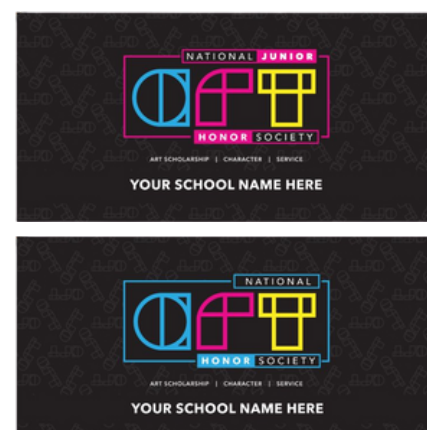 NATIONAL JUNIOR
ART
HONOR SOCIETY
ART SCHOLARSHIP | CHARACTER | SERVICE
YOUR SCHOOL NAME HERE
NATIONAL
ART
HONOR SOCIETY
ART SCHOLARSHIP | CHARACTER | SERVICE
YOUR SCHOOL NAME HERE